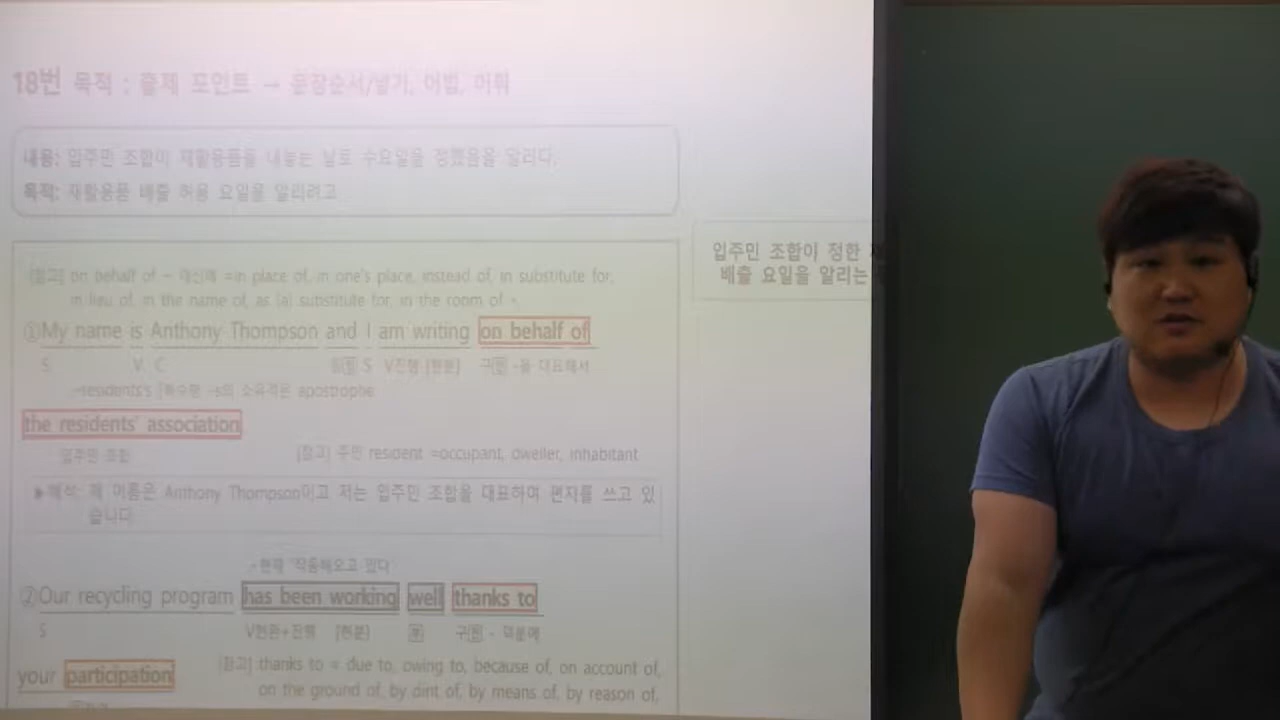 18번 목적 : 출제 포인트 → 문장순서/넣기, 어법, 어휘
내용: 입주민 조합이 재활용품을 내놓는 날로 수요일을 정했음을 알리다.
목적: 재활용품 배출 허용 요일을 알리려고
입주민 조합이 정한
배출 요일을 알리는
[참고] on behalf of ~ 대신에 =in place of, in one's place, instead of, in substitute for,
in lieu of, in the name of, as (a) substitute for, in the room of ~,
①My name is Anthony Thompson and I am writing on behalf of
S V C S V진행 [현분] ~을 대표해서
residents's [복수형 -s의 소유격은 apostrophe
the residents' association
입주민 조합 [참고] 주민 resident =occupant, dweller, inhabitant
▶해석: 제 이름은 Anthony Thompson이고 저는 입주민 조합을 대표하여 편지를 쓰고 있
습니다
현재 '작동해오고 있다'
②Our recycling program has been working well thanks to
S V현완+진행 [현분] ~ 덕분에
your participation [참고] thanks to = due to, owing to, because of, on account of,
on the ground of, by dint of, by means of, by reason of,